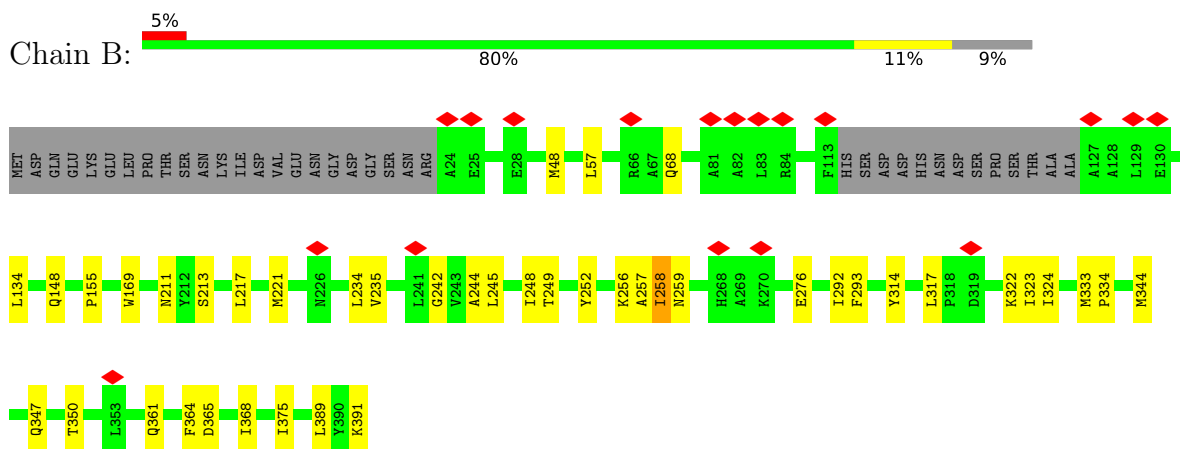 5%
Chain B:
80% 11% 9%
MET ASP GLN GLU LYS GLU LEU PRO THR SER ASN LYS ILE ASP VAL GLU ASN GLY ASP GLY SER ASN ARG A24 E25 E28 M48 L57 R66 A67 Q68 A81 A82 L83 R84 F113 HIS SER ASP ASP HIS ASN ASP SER PRO SER THR ALA ALA A127 A128 L129 E130
L134 Q148 P155 W169 N211 Y212 S213 L217 M221 N226 L234 V235 L241 G242 V243 A244 L245 I248 T249 Y252 K256 A257 I258 N259 H268 A269 K270 E276 I292 F293 Y314 L317 P318 D319 K322 I323 I324 M333 P334 M344
Q347 T350 L353 Q361 F364 D365 I368 I375 L389 Y390 K391